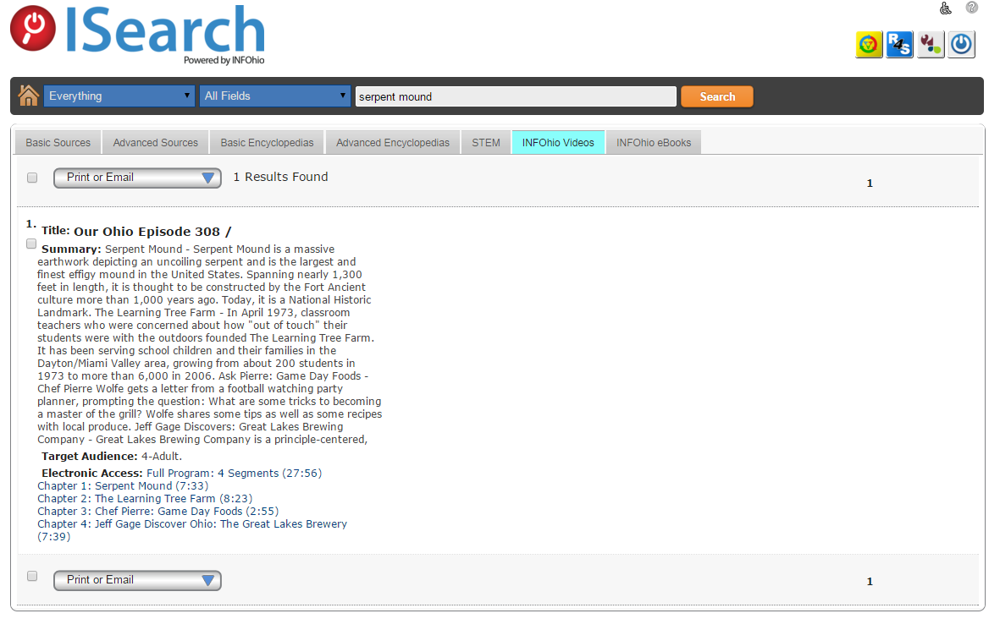 ISearch
Powered by INFOhio
R4S
Everything All Fields serpent mound Search
Basic Sources Advanced Sources Basic Encyclopedias Advanced Encyclopedias STEM INFOhio Videos INFOhio eBooks
Print or Email 1 Results Found 1
1. Title: Our Ohio Episode 308 /
Summary: Serpent Mound - Serpent Mound is a massive
earthwork depicting an uncoiling serpent and is the largest and
finest effigy mound in the United States. Spanning nearly 1,300
feet in length, it is thought to be constructed by the Fort Ancient
culture more than 1,000 years ago. Today, it is a National Historic
Landmark. The Learning Tree Farm - In April 1973, classroom
teachers who were concerned about how "out of touch" their
students were with the outdoors founded The Learning Tree Farm.
It has been serving school children and their families in the
Dayton/Miami Valley area, growing from about 200 students in
1973 to more than 6,000 in 2006. Ask Pierre: Game Day Foods -
Chef Pierre Wolfe gets a letter from a football watching party
planner, prompting the question: What are some tricks to becoming
a master of the grill? Wolfe shares some tips as well as some recipes
with local produce. Jeff Gage Discovers: Great Lakes Brewing
Company - Great Lakes Brewing Company is a principle-centered,
Target Audience: 4-Adult.
Electronic Access: Full Program: 4 Segments (27:56)
Chapter 1: Serpent Mound (7:33)
Chapter 2: The Learning Tree Farm (8:23)
Chapter 3: Chef Pierre: Game Day Foods (2:55)
Chapter 4: Jeff Gage Discover Ohio: The Great Lakes Brewery
(7:39)
Print or Email 1